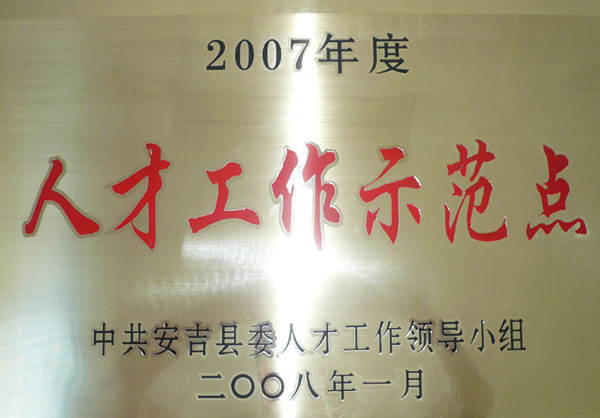 2007年度
人才工作示范点
中共安吉县委人才工作领导小组
二〇〇八年一月